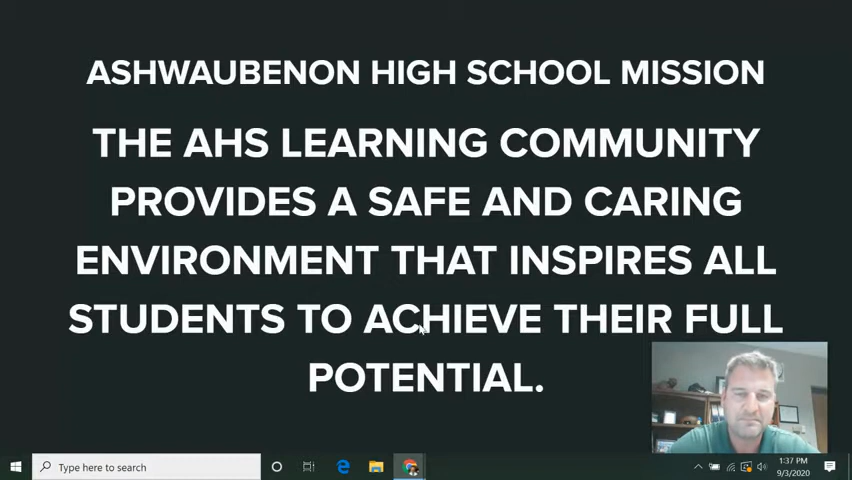 ASHWAUBENON HIGH SCHOOL MISSION
THE AHS LEARNING COMMUNITY
PROVIDES A SAFE AND CARING
ENVIRONMENT THAT INSPIRES ALL
STUDENTS TO ACHIEVE THEIR FULL
POTENTIAL.
Type here to search
1:37 PM
9/3/2020